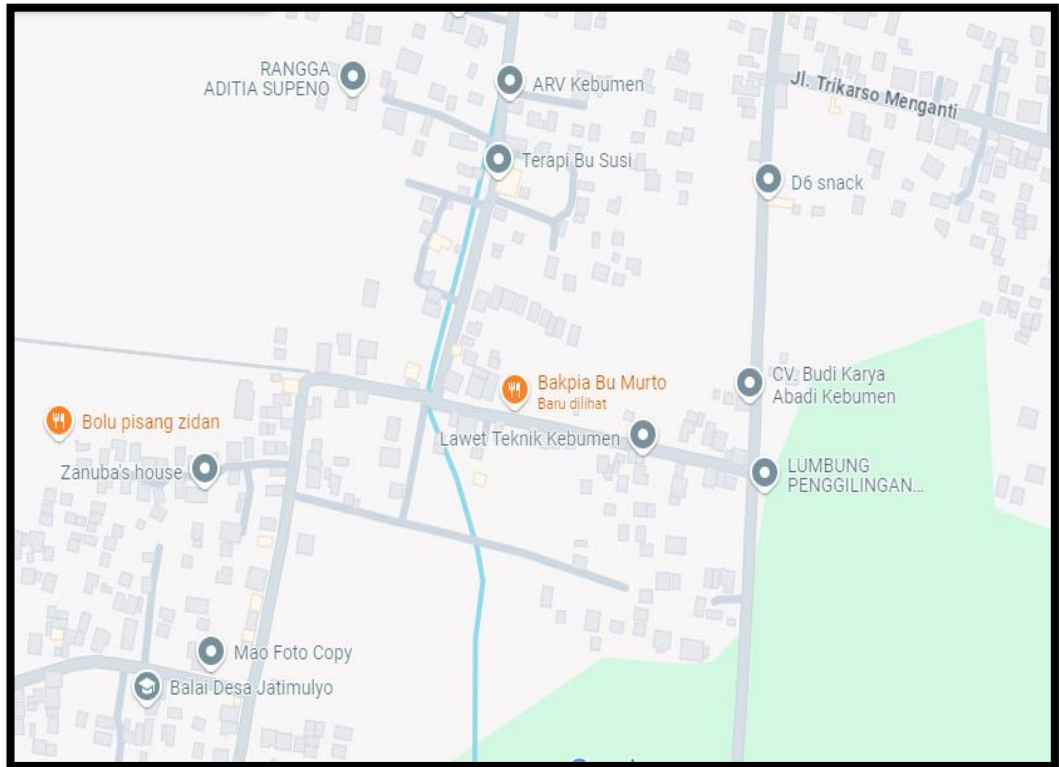 RANGGA
ADITIA SUPENO
ARV Kebumen
Jl. Trikarso Menganti
Terapi Bu Susi
D6 snack
Bakpia Bu Murto
Baru dilihat
CV. Budi Karya
Abadi Kebumen
Bolu pisang zidan
Lawet Teknik Kebumen
Zanuba's house
LUMBUNG
PENGGILINGAN...
Mao Foto Copy
Balai Desa Jatimulyo